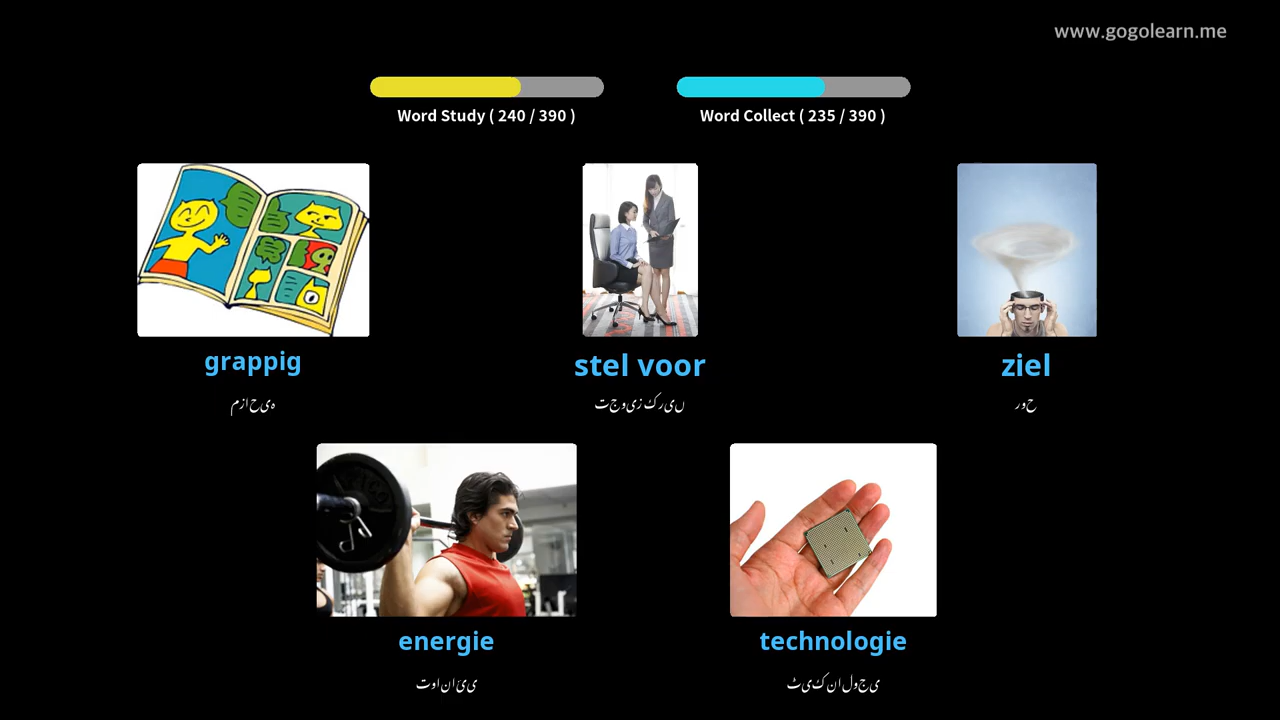 www.gogolearn.me
Word Study ( 240 / 390 )
Word Collect ( 235 / 390 )
grappig
stel voor
ziel
مزاحیہ
تجویز کریں
روح
energie
technologie
توانائی
ٹیکنالوجی